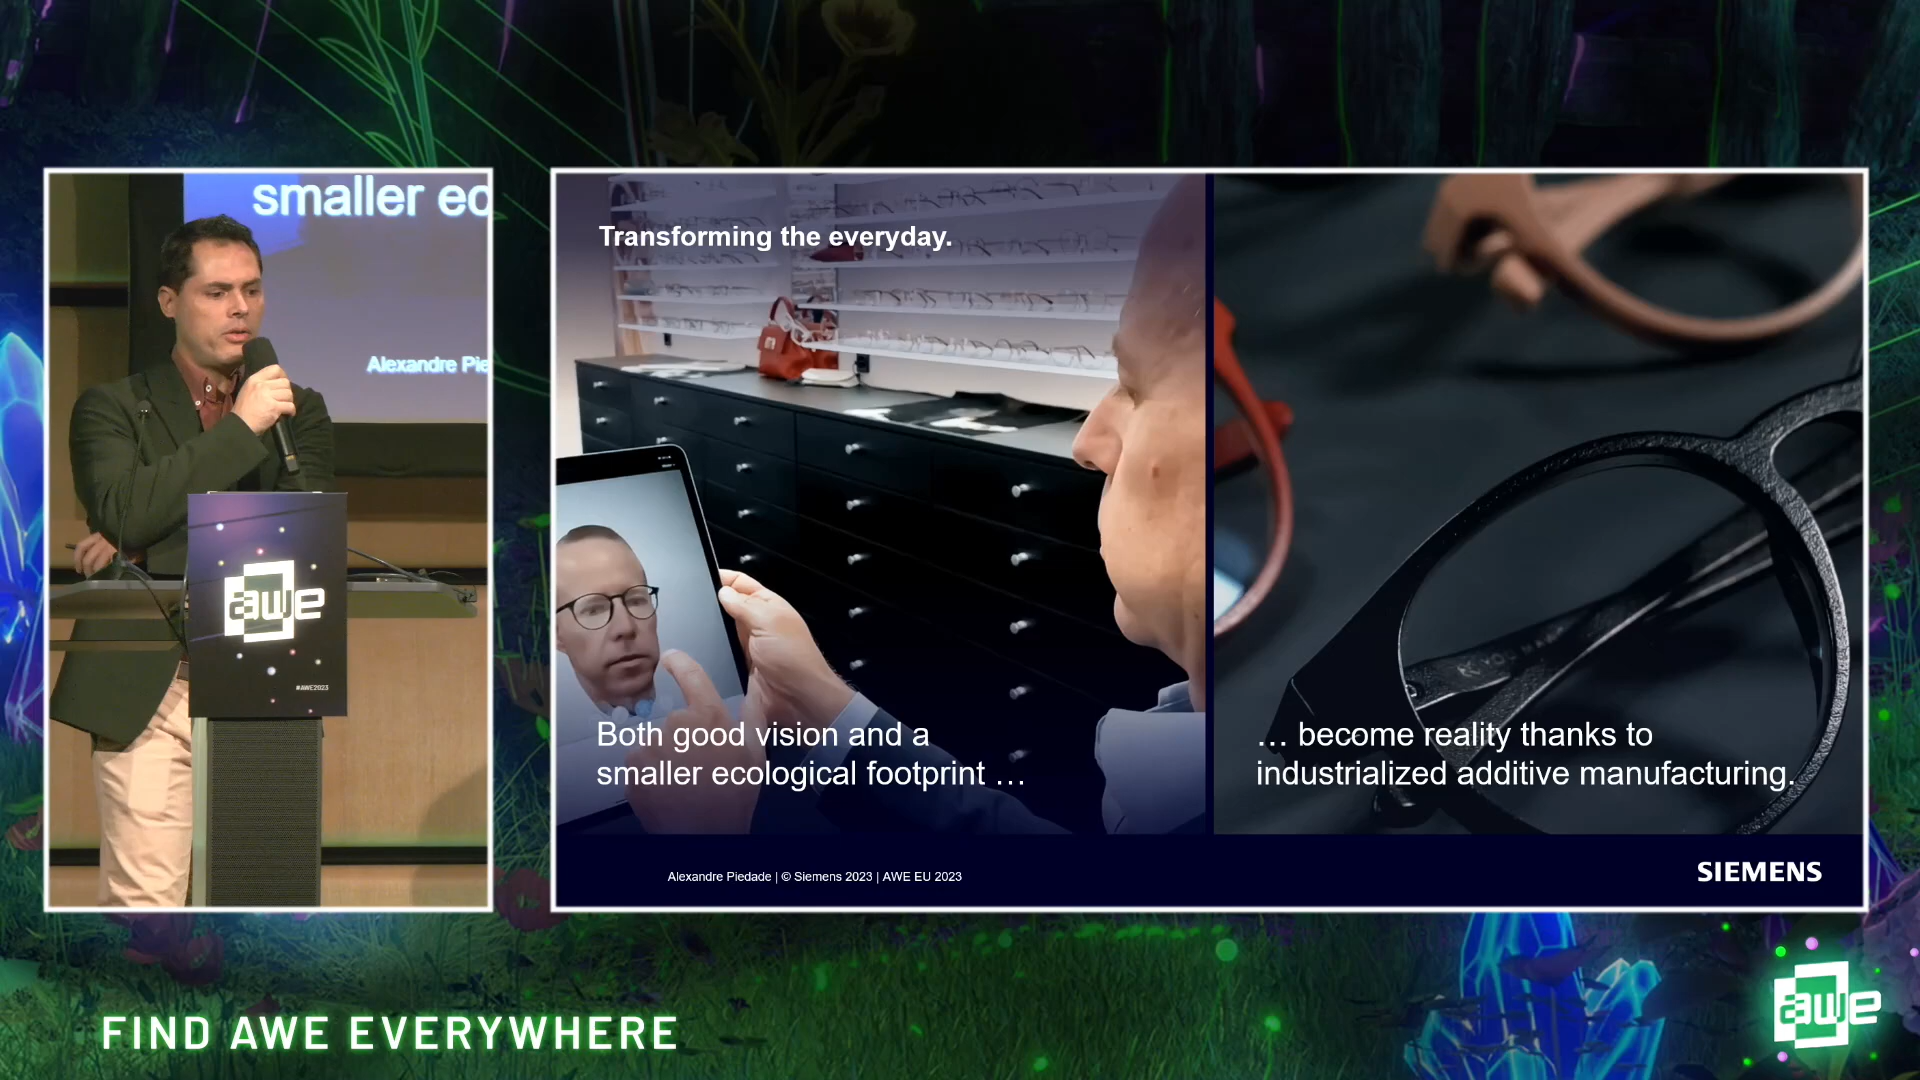 smaller ec
Alexandre Pie
awe
#AWE2023
Transforming the everyday.
Both good vision and a
smaller ecological footprint …
… become reality thanks to
industrialized additive manufacturing.
Alexandre Piedade | © Siemens 2023 | AWE EU 2023
SIEMENS
FIND AWE EVERYWHERE
awe